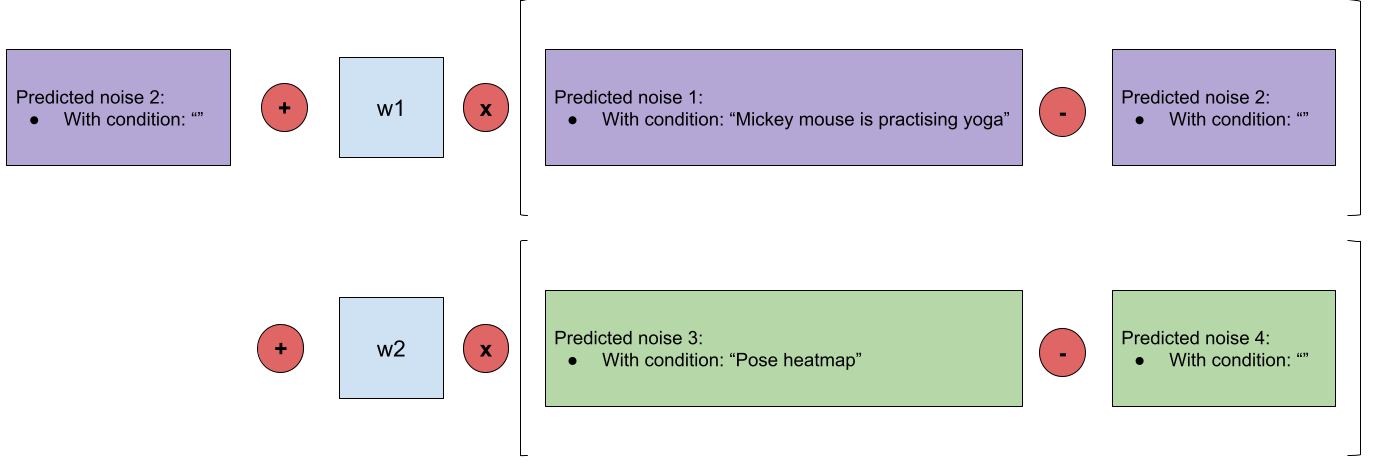 Predicted noise 2:
● With condition: “”
+
w1
x
Predicted noise 1:
● With condition: “Mickey mouse is practising yoga”
-
Predicted noise 2:
● With condition: “”
+
w2
x
Predicted noise 3:
● With condition: “Pose heatmap”
-
Predicted noise 4:
● With condition: “”